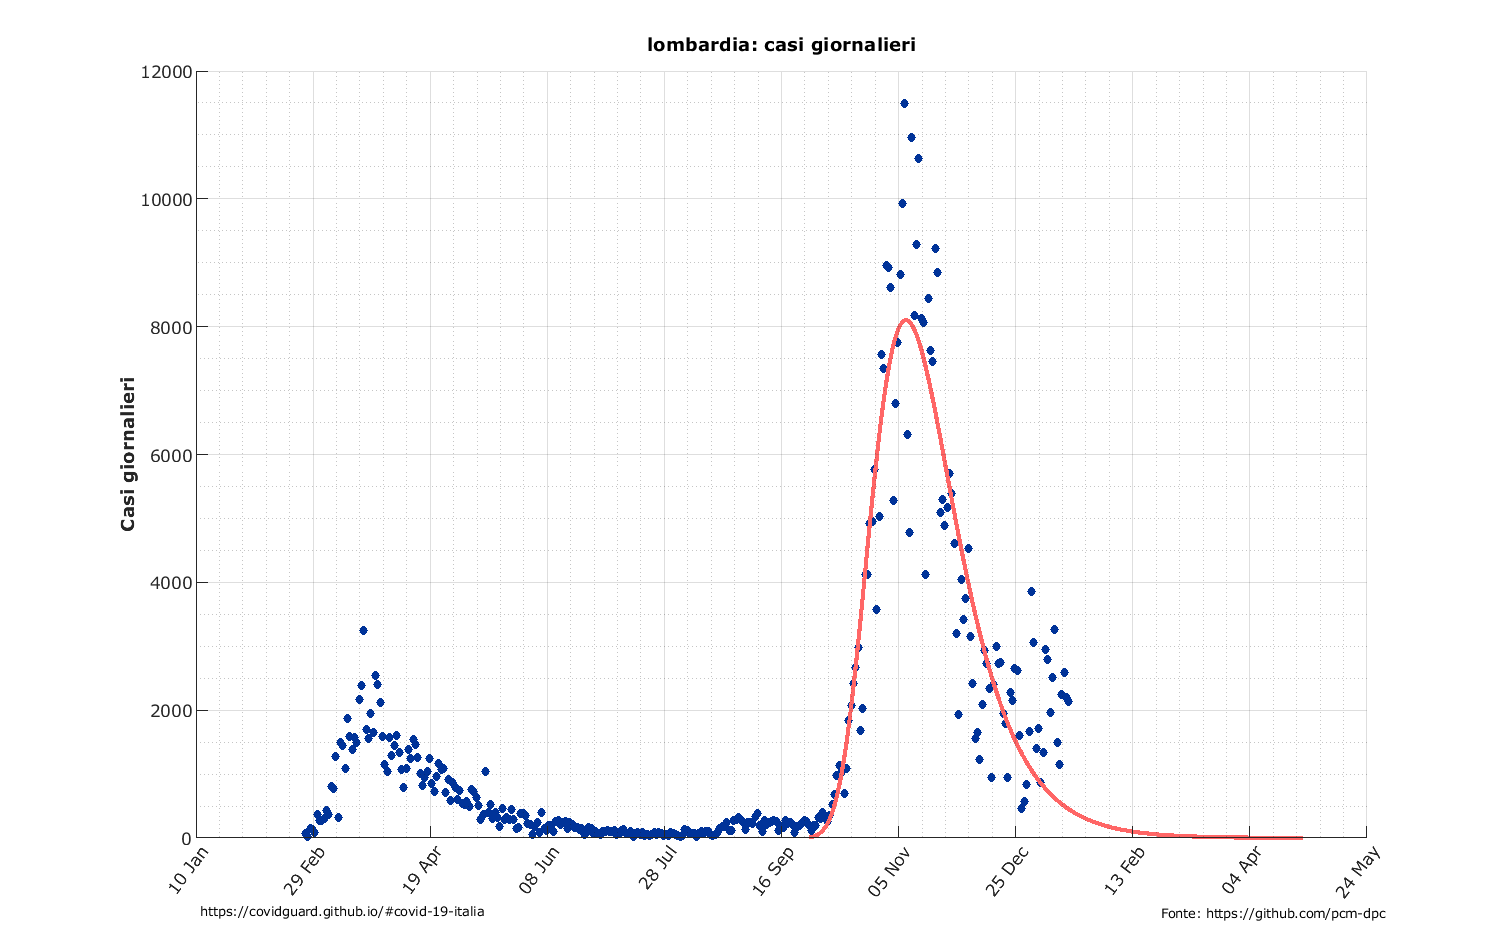 lombardia: casi giornalieri
12000
10000
8000
6000
4000
2000
0
Casi giornalieri
10 Jan
29 Feb
19 Apr
08 Jun
28 Jul
16 Sep
05 Nov
25 Dec
13 Feb
04 Apr
24 May
https://covidguard.github.io/#covid-19-italia
Fonte: https://github.com/pcm-dpc